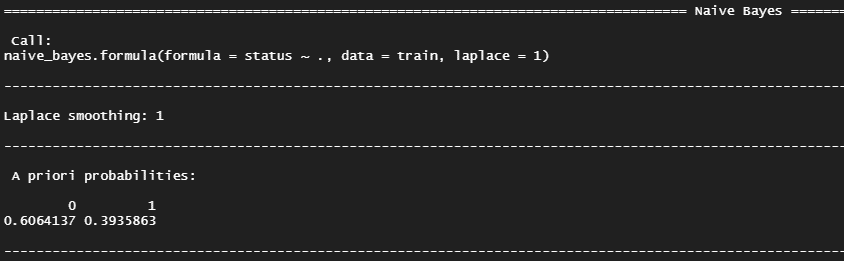 ================================================================================== Naive Bayes =======
Call:
naive_bayes.formula(formula = status ~ ., data = train, laplace = 1)
---------------------------------------------------------------------------------------------------------
Laplace smoothing: 1
---------------------------------------------------------------------------------------------------------
A priori probabilities:
0 1
0.6064137 0.3935863
---------------------------------------------------------------------------------------------------------